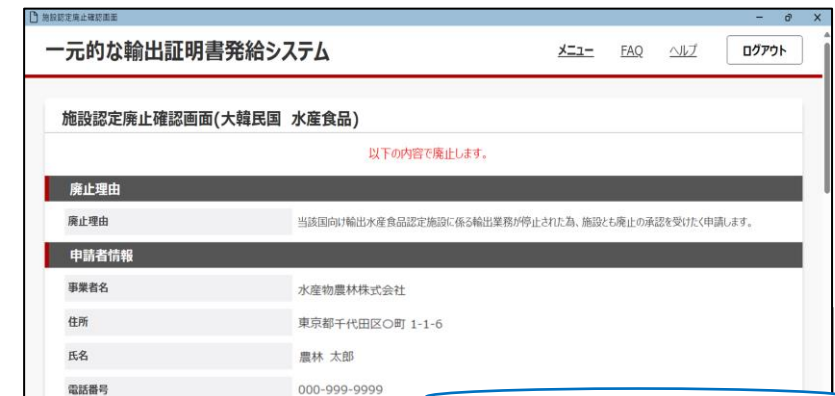 施設認定廃止確認画面
一元的な輸出証明書発給システム メニュー FAQ ヘルプ ログアウト
施設認定廃止確認画面(大韓民国 水産食品)
以下の内容で廃止します。
廃止理由
廃止理由 当該国向け輸出水産食品認定施設に係る輸出業務が停止された為、施設とも廃止の承認を受けたく申請します。
申請者情報
事業者名 水産物農林株式会社
住所 東京都千代田区○町 1-1-6
氏名 農林 太郎
電話番号 000-999-9999